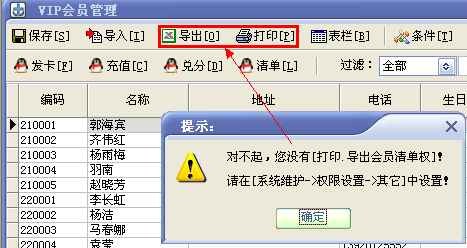 VIP会员管理
保存[S] 导入[I] 导出[O] 打印[P] 表栏[B] 条件[T]
发卡[F] 充值[C] 兑分[D] 清单[L] 过滤： 全部
编码 名称 地址 电话 生日
210001 郭海宾
210002 齐伟红
210003 杨雨梅
210004 羽南
210005 赵晓芳
220001 李长虹
220002 杨洁
220003 马春娜
220004 袁莹
提示：
对不起，您没有[打印.导出会员清单权]!
请在[系统维护->权限设置->其它]中设置!
确定